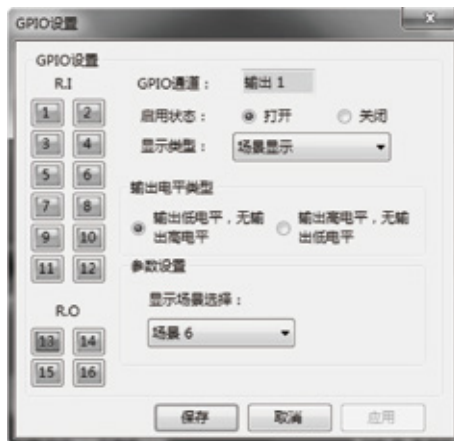 GPIO设置
GPIO设置
R.I
1 2
3 4
5 6
7 8
9 10
11 12
R.O
13 14
15 16
GPIO通道： 输出 1
启用状态： 打开 关闭
显示类型： 场景显示
输出电平类型
输出低电平，无输
出高电平
输出高电平，无输
出低电平
参数设置
显示场景选择：
场景 6
保存 取消 应用